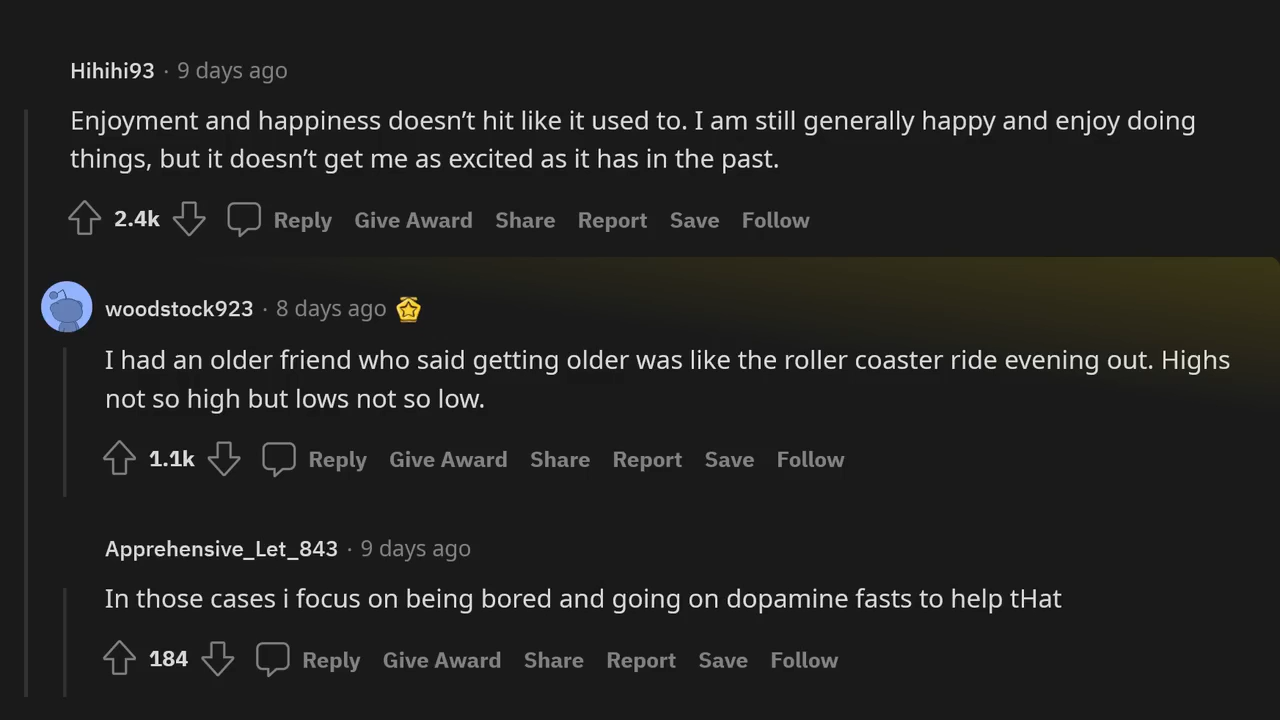 Hihihi93 · 9 days ago
Enjoyment and happiness doesn’t hit like it used to. I am still generally happy and enjoy doing
things, but it doesn’t get me as excited as it has in the past.
2.4k Reply Give Award Share Report Save Follow
woodstock923 · 8 days ago
I had an older friend who said getting older was like the roller coaster ride evening out. Highs
not so high but lows not so low.
1.1k Reply Give Award Share Report Save Follow
Apprehensive_Let_843 · 9 days ago
In those cases i focus on being bored and going on dopamine fasts to help tHat
184 Reply Give Award Share Report Save Follow